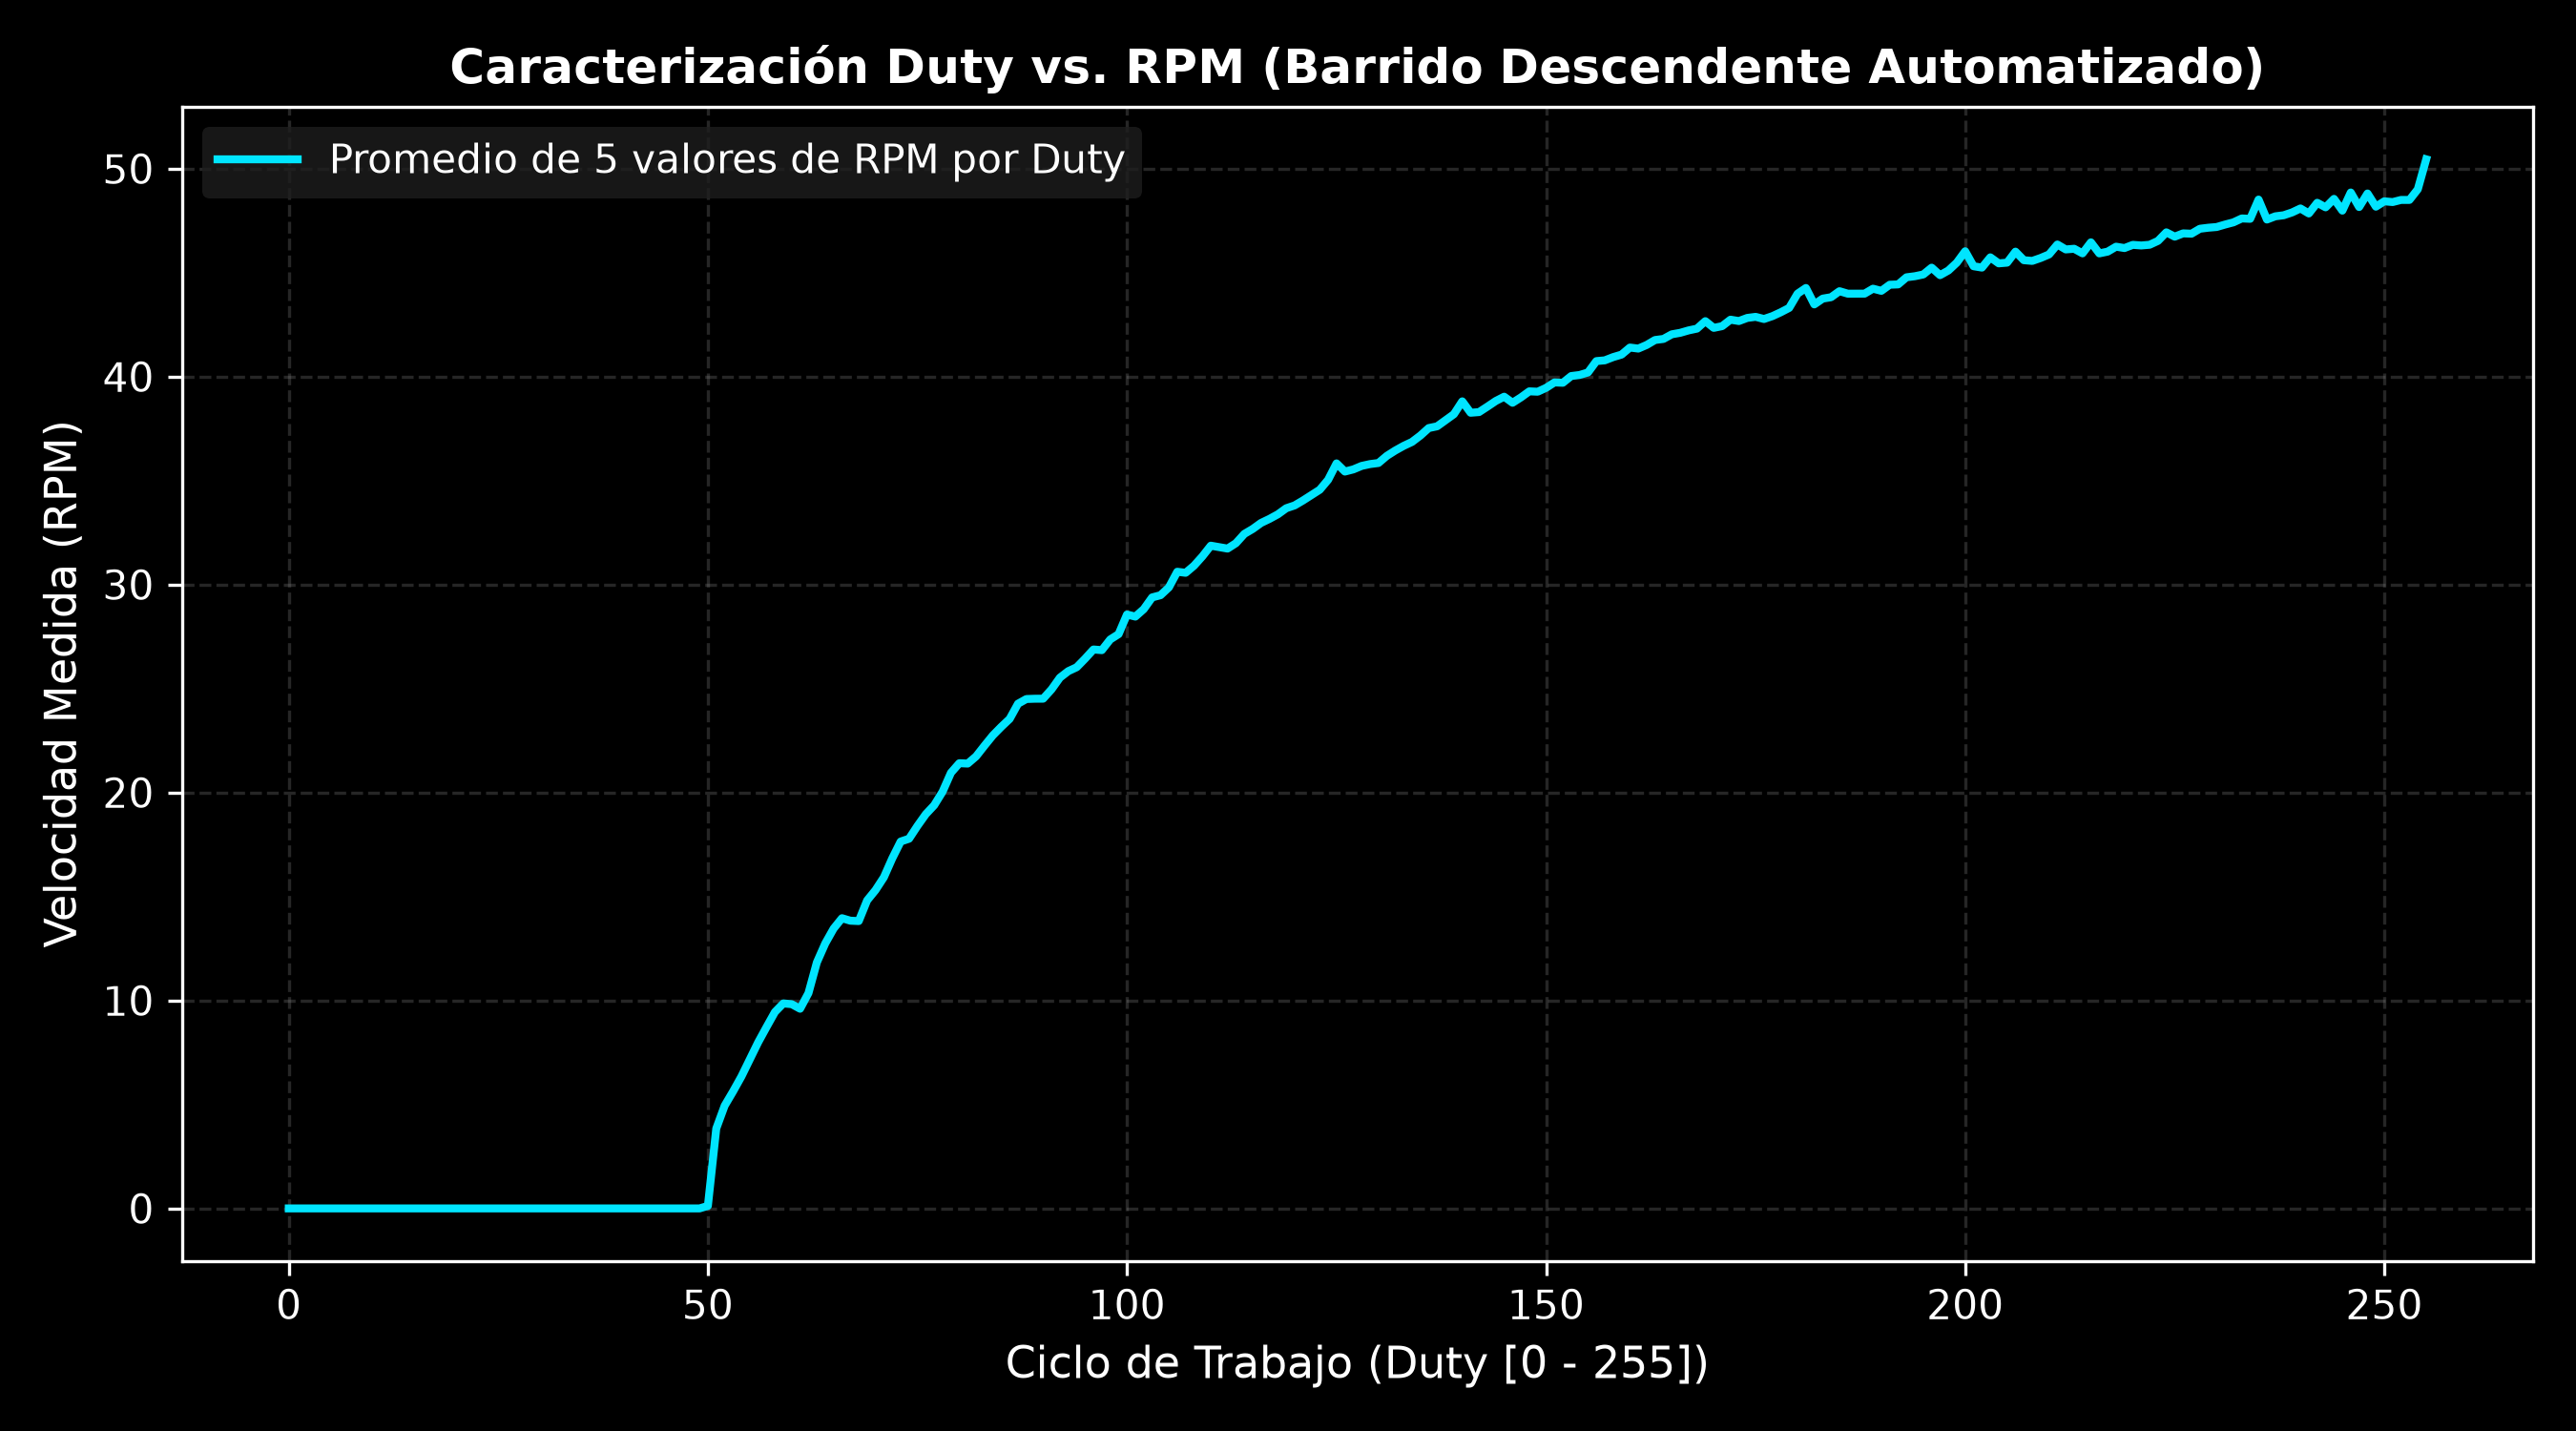 Caracterización Duty vs. RPM (Barrido Descendente Automatizado)
Promedio de 5 valores de RPM por Duty
Velocidad Medida (RPM)
50
40
30
20
10
0
0 50 100 150 200 250
Ciclo de Trabajo (Duty [0 - 255])